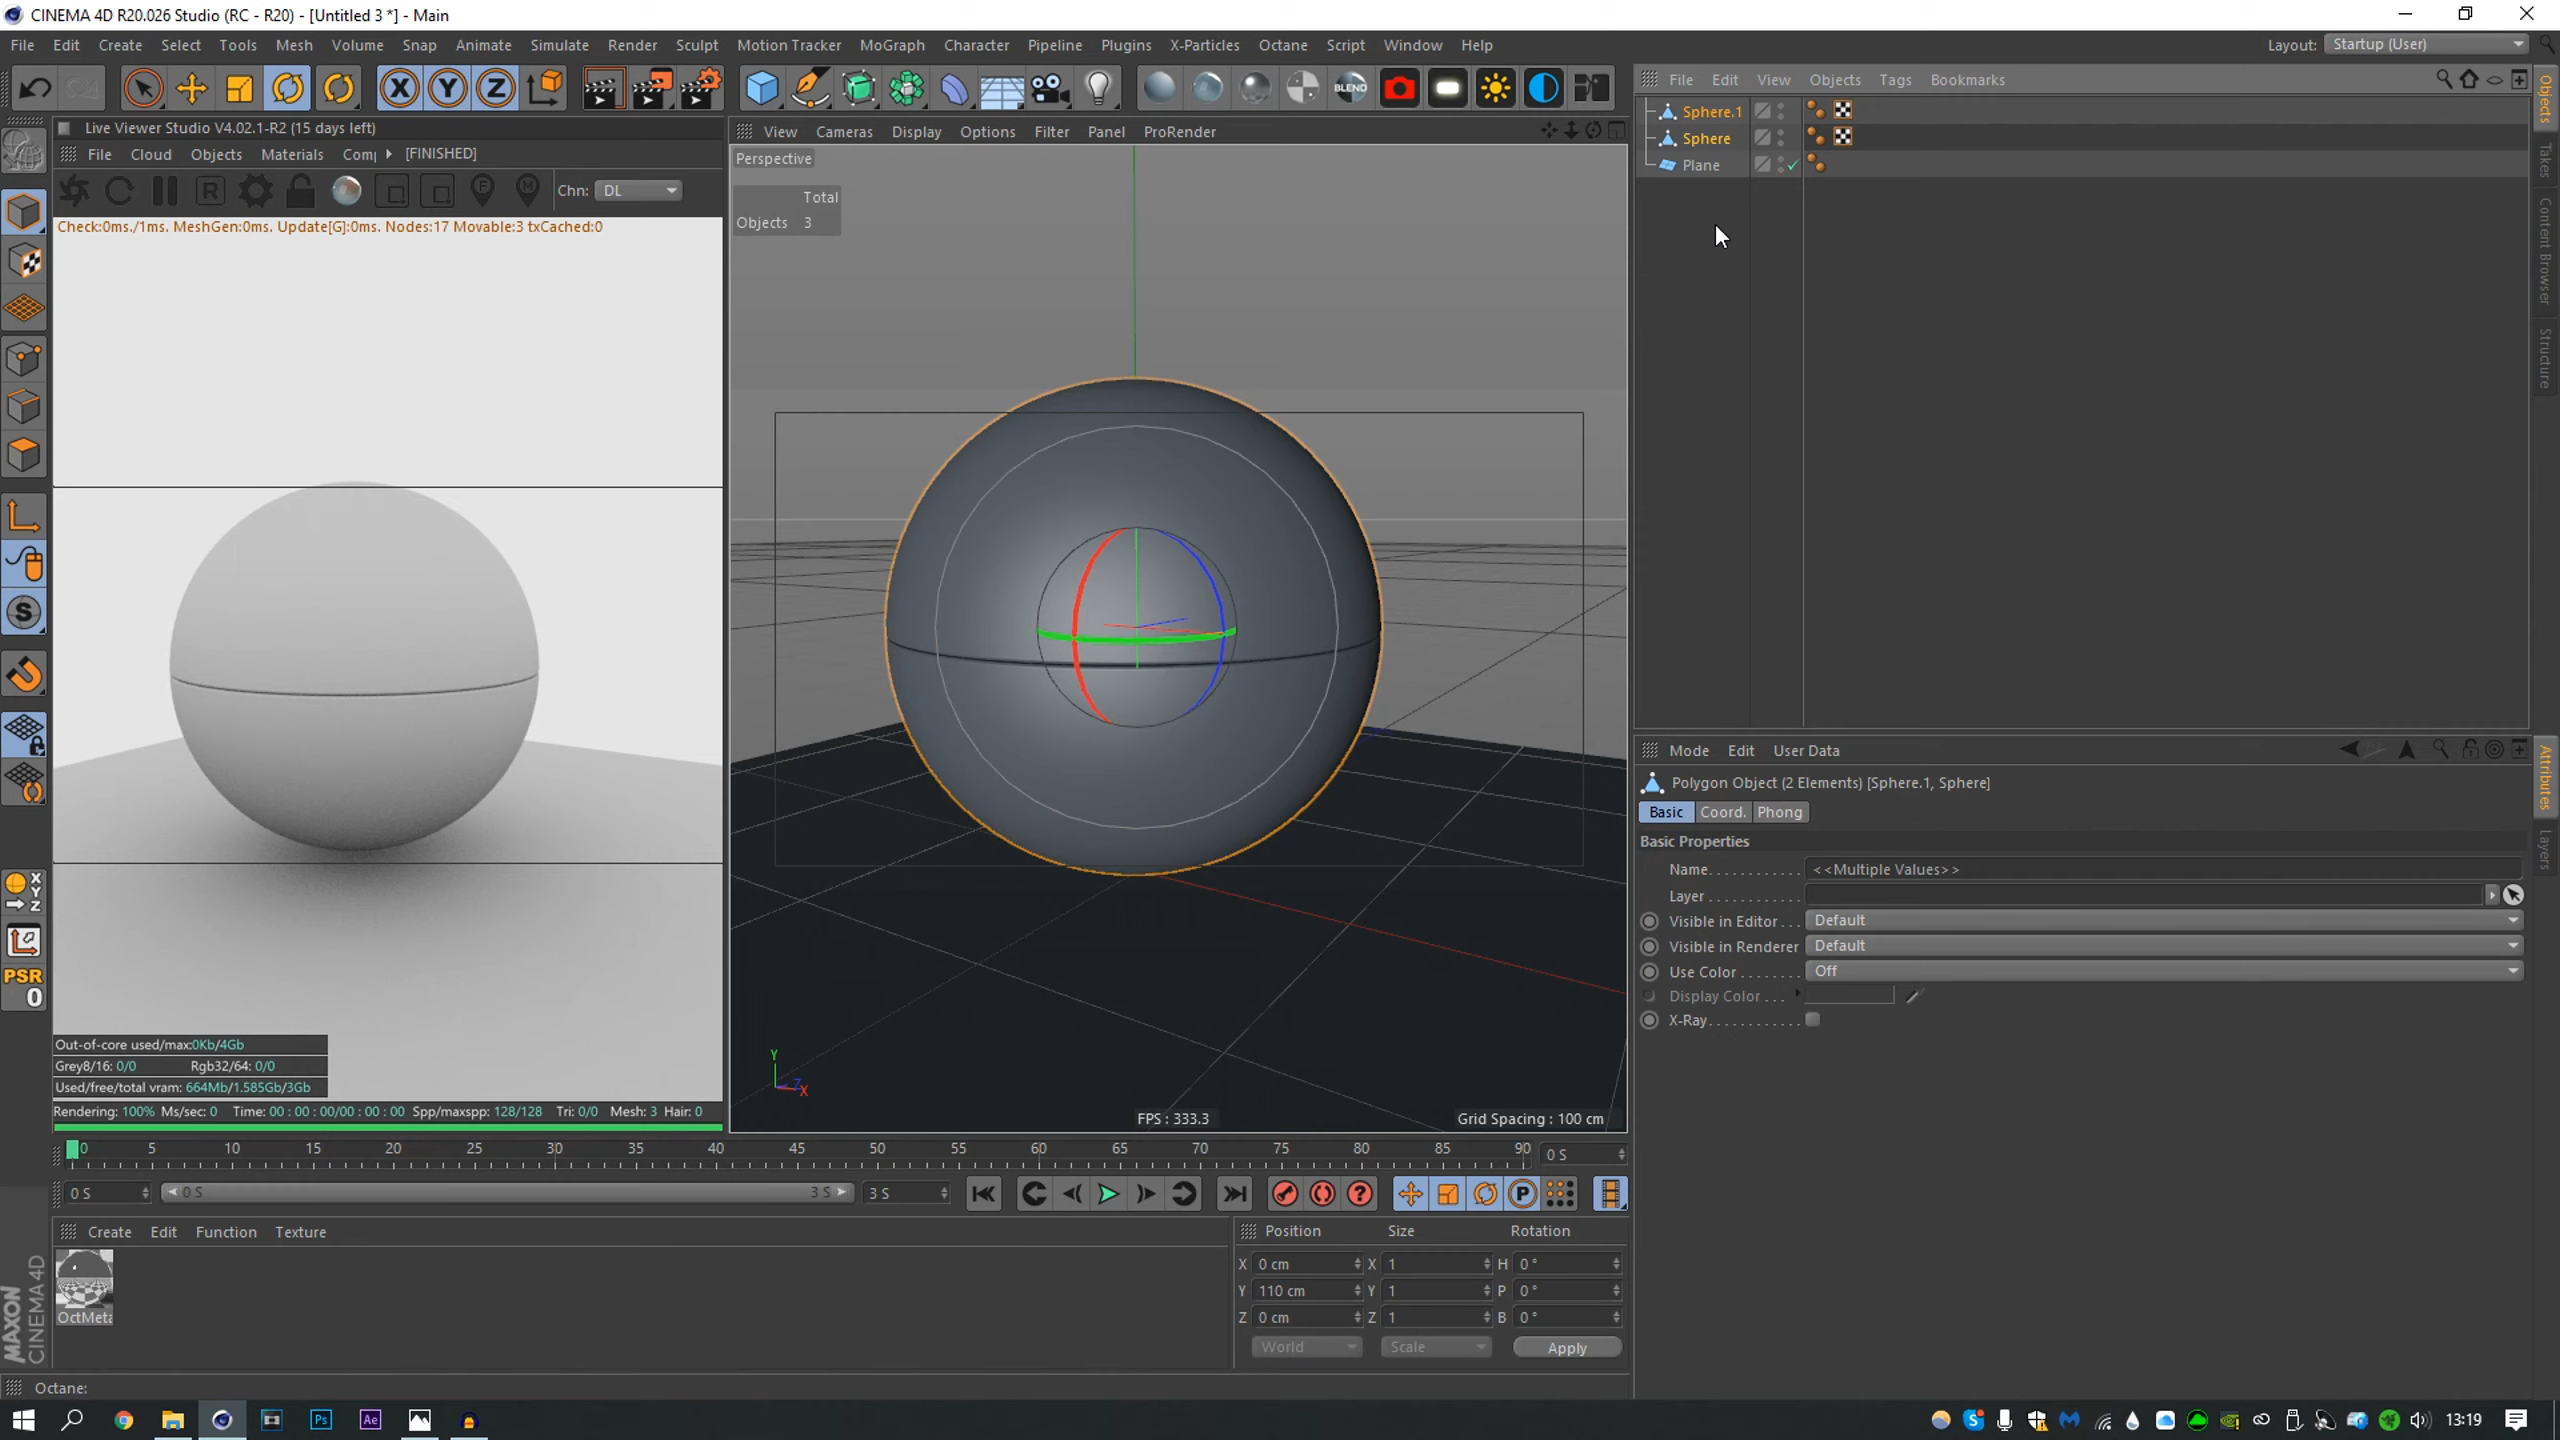 CINEMA 4D R20.026 Studio (RC - R20) - [Untitled 3 *] - Main
File Edit Create Select Tools Mesh Volume Snap Animate Simulate Render Sculpt Motion Tracker MoGraph Character Pipeline Plugins X-Particles Octane Script Window Help Layout: Startup (User)
X Y Z BLEND
File Edit View Objects Tags Bookmarks
Sphere.1
Sphere
Plane
Objects
Takes
Content Browser
Structure
Live Viewer Studio V4.02.1-R2 (15 days left)
File Cloud Objects Materials Comp [FINISHED]
R F M Chn: DL
Check:0ms./1ms. MeshGen:0ms. Update[G]:0ms. Nodes:17 Movable:3 txCached:0
View Cameras Display Options Filter Panel ProRender
Perspective
Total
Objects 3
Y
Z
X
FPS : 333.3
Grid Spacing : 100 cm
S
X
Y
Z
PSR
0
Out-of-core used/max:0Kb/4Gb
Grey8/16: 0/0 Rgb32/64: 0/0
Used/free/total vram: 664Mb/1.585Gb/3Gb
Rendering: 100% Ms/sec: 0 Time: 00 : 00 : 00/00 : 00 : 00 Spp/maxspp: 128/128 Tri: 0/0 Mesh: 3 Hair: 0
Mode Edit User Data
Polygon Object (2 Elements) [Sphere.1, Sphere]
Basic Coord. Phong
Basic Properties
Name. . . . . . . . . . . . <<Multiple Values>>
Layer . . . . . . . . . . . .
Visible in Editor . . . Default
Visible in Renderer Default
Use Color . . . . . . . . Off
Display Color . . .
X-Ray. . . . . . . . . . . .
Attributes
Layers
0 5 10 15 20 25 30 35 40 45 50 55 60 65 70 75 80 85 90 0 S
0 S 0 S 3 S 3 S ? P
Create Edit Function Texture
OctMeta
Position Size Rotation
X 0 cm X 1 H 0 °
Y 110 cm Y 1 P 0 °
Z 0 cm Z 1 B 0 °
World Scale Apply
MAXON
CINEMA 4D
Octane:
Ps Ae 13:19